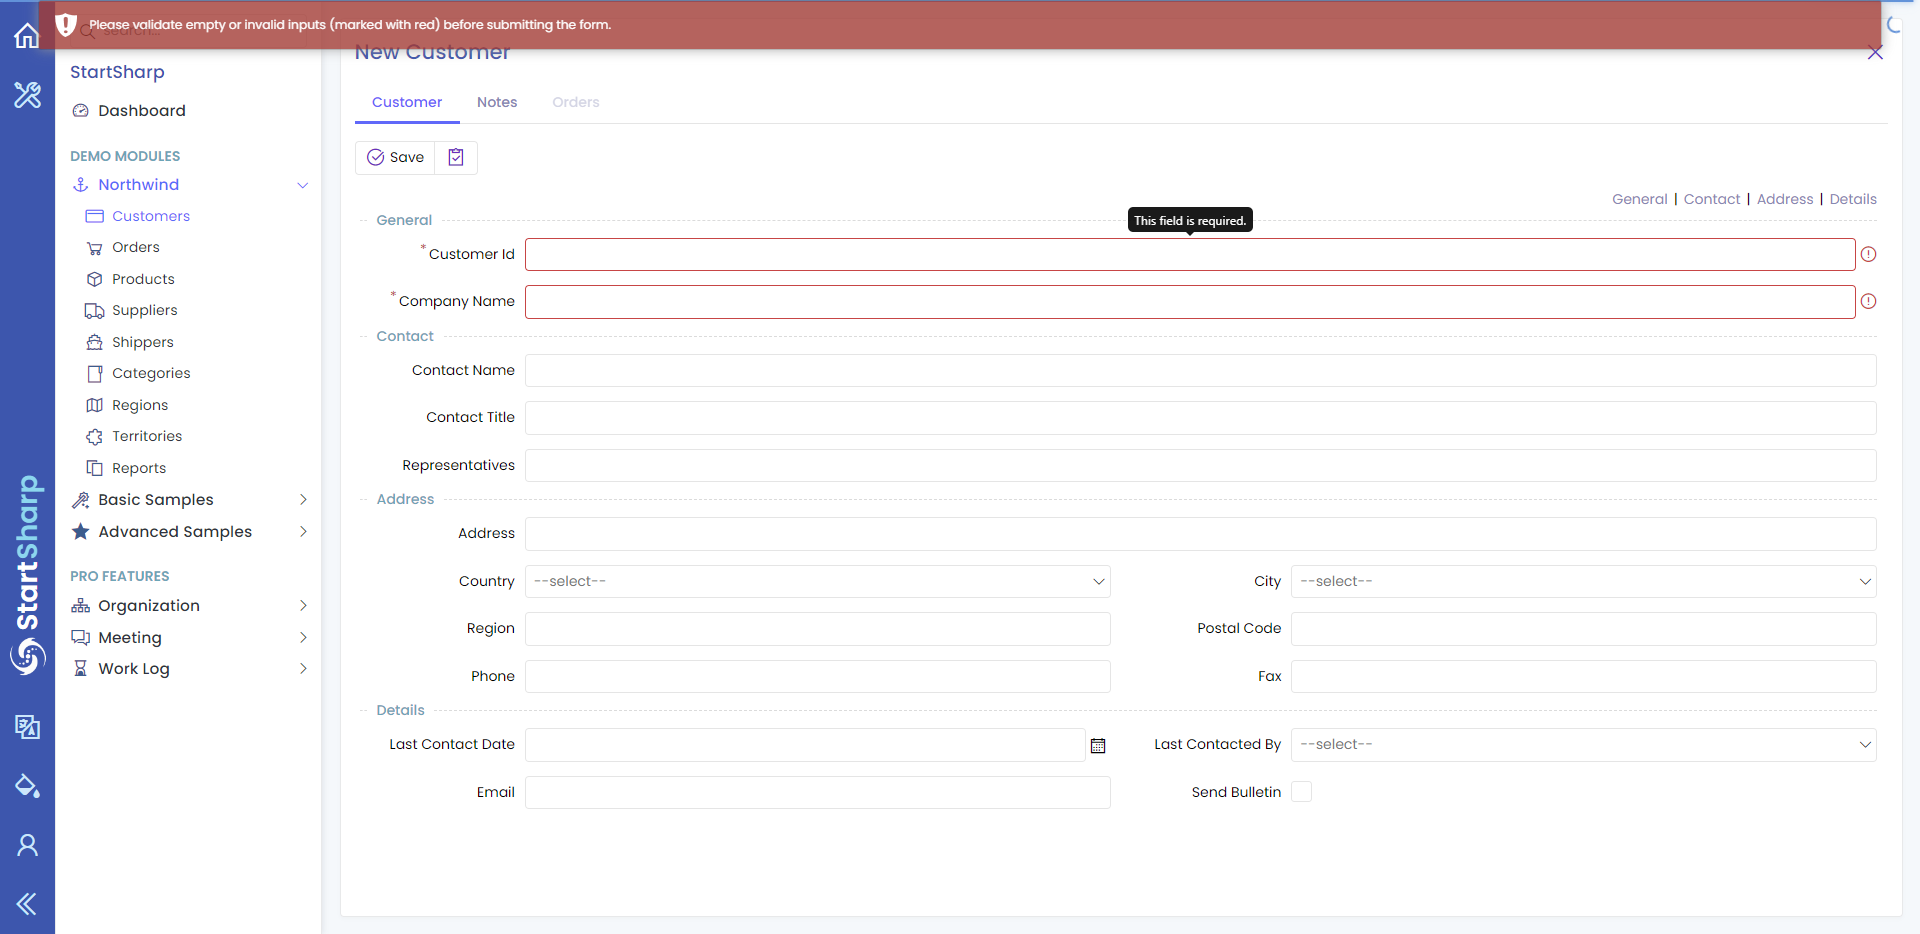 Please validate empty or invalid inputs (marked with red) before submitting the form.
search...
StartSharp
Dashboard
DEMO MODULES
Northwind
Customers
Orders
Products
Suppliers
Shippers
Categories
Regions
Territories
Reports
Basic Samples
Advanced Samples
PRO FEATURES
Organization
Meeting
Work Log
StartSharp
New Customer
Customer Notes Orders
Save
General | Contact | Address | Details
General
This field is required.
* Customer Id
* Company Name
Contact
Contact Name
Contact Title
Representatives
Address
Address
Country --select-- City --select--
Region Postal Code
Phone Fax
Details
Last Contact Date Last Contacted By --select--
Email Send Bulletin